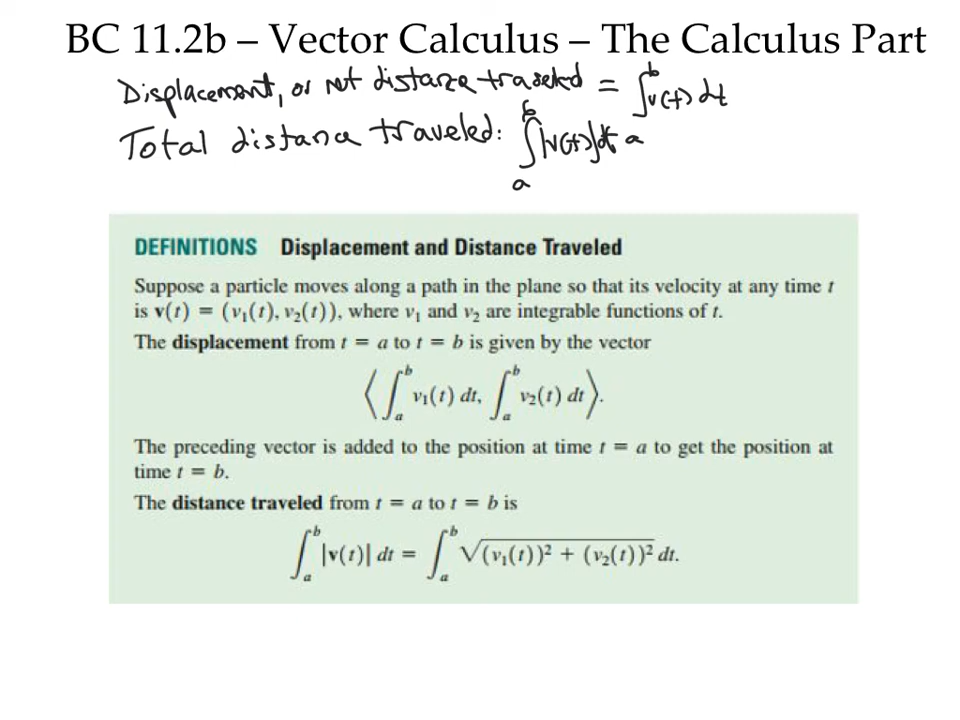 BC 11.2b – Vector Calculus – The Calculus Part
Displacement, or net distance traveled = ∫ₐᵇ v(t) dt
Total distance traveled: ∫ₐᵇ |v(t)| dt
DEFINITIONS Displacement and Distance Traveled
Suppose a particle moves along a path in the plane so that its velocity at any time t
is v(t) = (v₁(t), v₂(t)), where v₁ and v₂ are integrable functions of t.
The displacement from t = a to t = b is given by the vector
⟨∫ₐᵇ v₁(t) dt, ∫ₐᵇ v₂(t) dt⟩.
The preceding vector is added to the position at time t = a to get the position at
time t = b.
The distance traveled from t = a to t = b is
∫ₐᵇ |v(t)| dt = ∫ₐᵇ √((v₁(t))² + (v₂(t))²) dt.